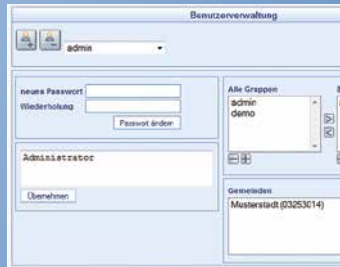 Benutzerverwaltung
admin
neues Passwort
Wiederholung
Passwort ändern
Administrator
Übernehmen
Alle Gruppen
admin
demo
Gemeinden
Musterstadt (03253014)